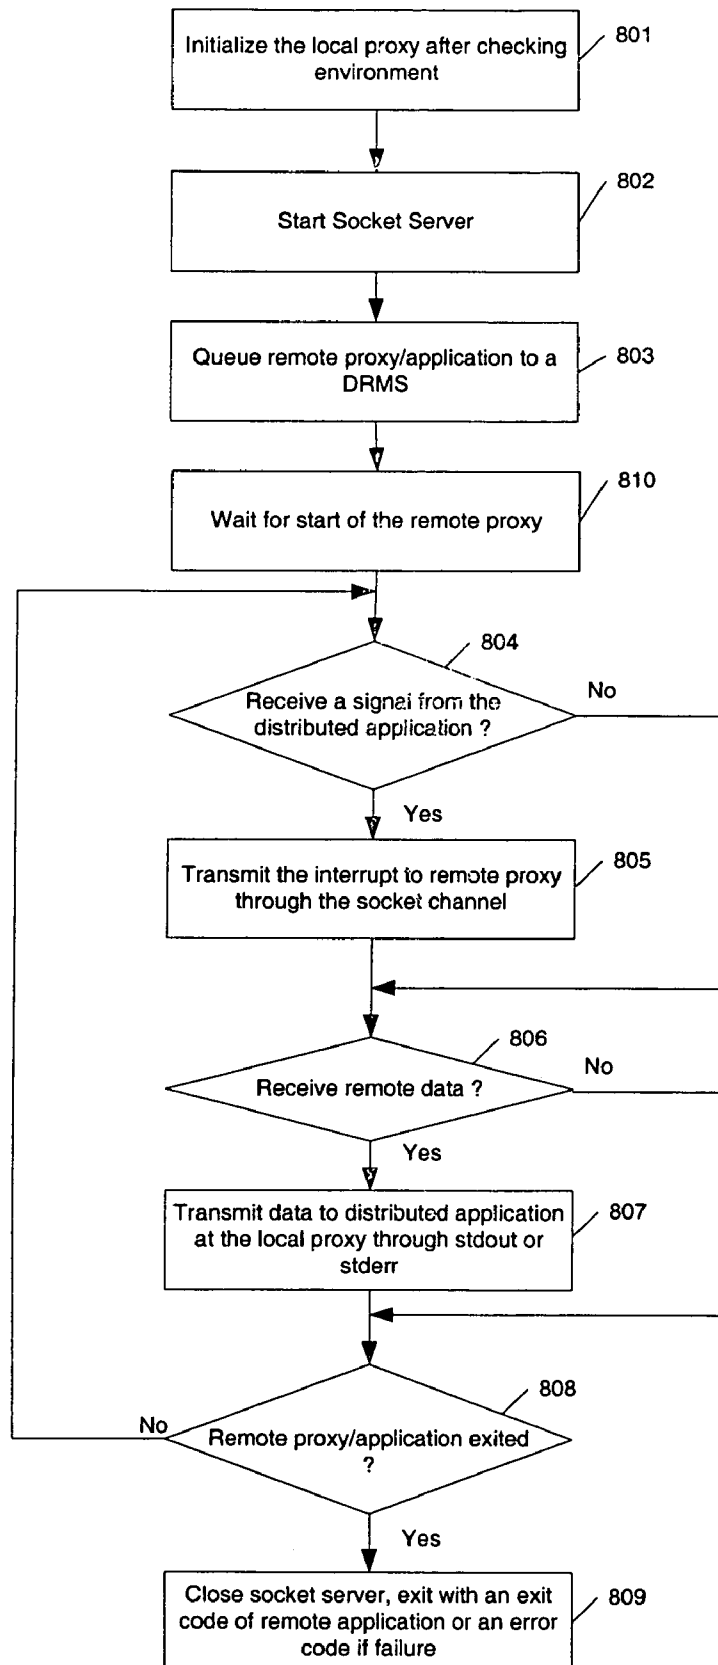 Initialize the local proxy after checking
environment
801
Start Socket Server
802
Queue remote proxy/application to a
DRMS
803
Wait for start of the remote proxy
810
Receive a signal from the
distributed application ?
804
No
Yes
Transmit the interrupt to remote proxy
through the socket channel
805
Receive remote data ?
806
No
Yes
Transmit data to distributed application
at the local proxy through stdout or
stderr
807
Remote proxy/application exited
?
808
No
Yes
Close socket server, exit with an exit
code of remote application or an error
code if failure
809